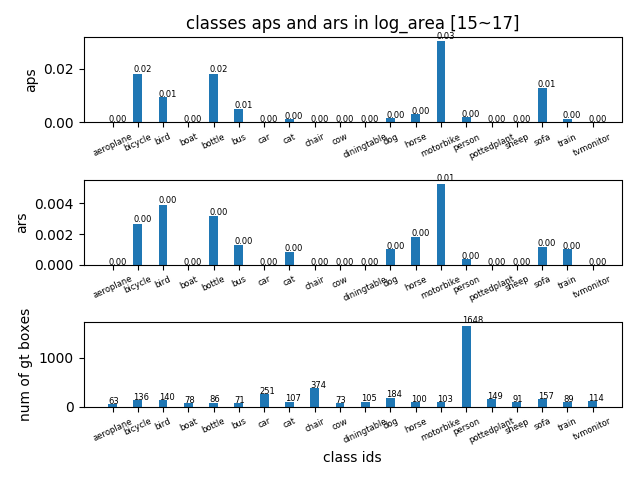 classes aps and ars in log_area [15~17]
aps
0.02
0.00
0.00 0.02 0.01 0.00 0.02 0.01 0.00 0.00 0.00 0.00 0.00 0.00 0.00 0.03 0.00 0.00 0.00 0.01 0.00 0.00
aeroplane bicycle bird boat bottle bus car cat chair cow diningtable dog horse motorbike person pottedplant sheep sofa train tvmonitor
ars
0.004
0.002
0.000
0.00 0.00 0.00 0.00 0.00 0.00 0.00 0.00 0.00 0.00 0.00 0.00 0.00 0.01 0.00 0.00 0.00 0.00 0.00 0.00
aeroplane bicycle bird boat bottle bus car cat chair cow diningtable dog horse motorbike person pottedplant sheep sofa train tvmonitor
num of gt boxes
1000
0
63 136 140 78 86 71 251 107 374 73 105 184 100 103 1648 149 91 157 89 114
aeroplane bicycle bird boat bottle bus car cat chair cow diningtable dog horse motorbike person pottedplant sheep sofa train tvmonitor
class ids